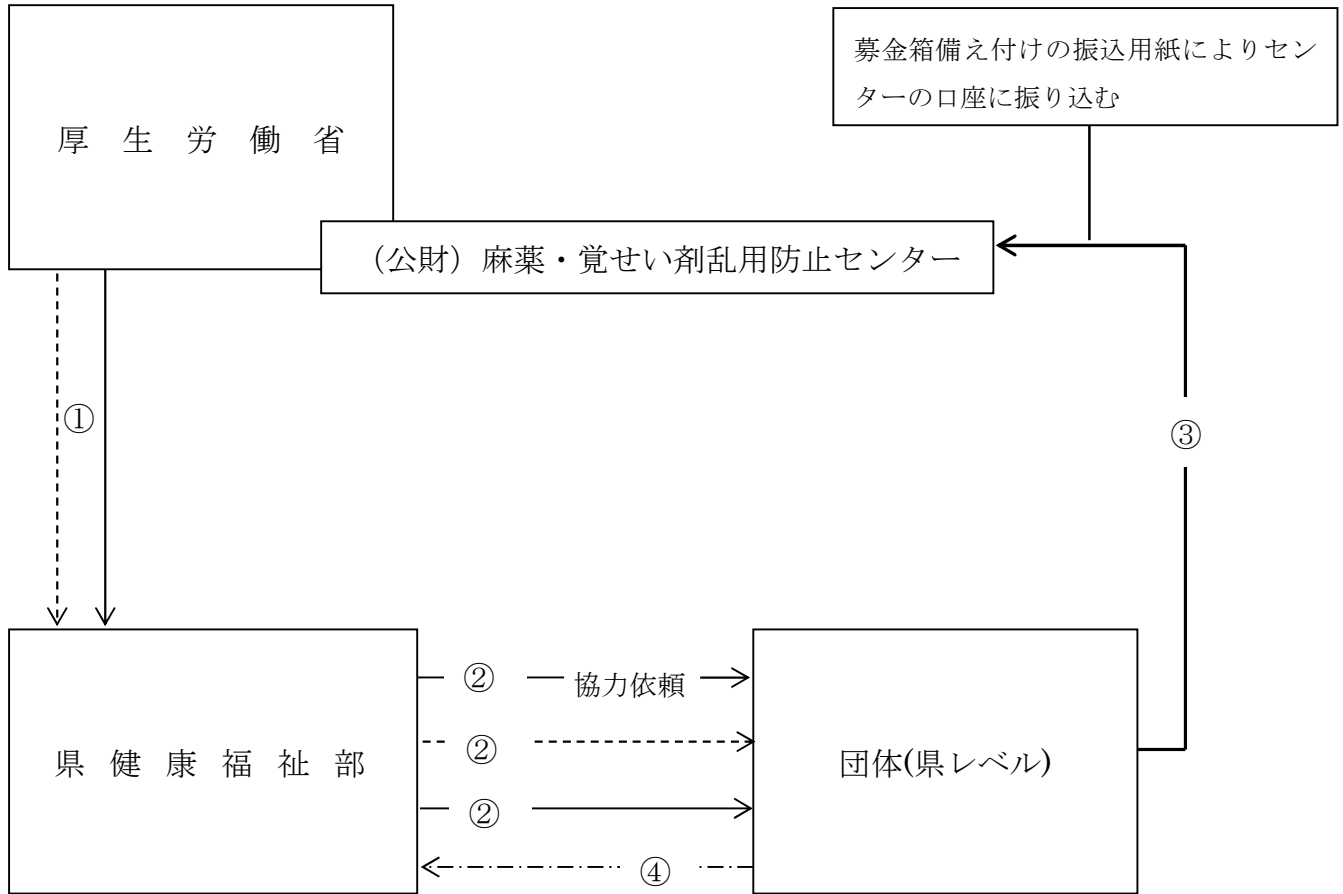 募金箱備え付けの振込用紙によりセン
ターの口座に振り込む
厚生労働省
（公財）麻薬・覚せい剤乱用防止センター
①
③
② 協力依頼
②
県健康福祉部
団体(県レベル)
②
④